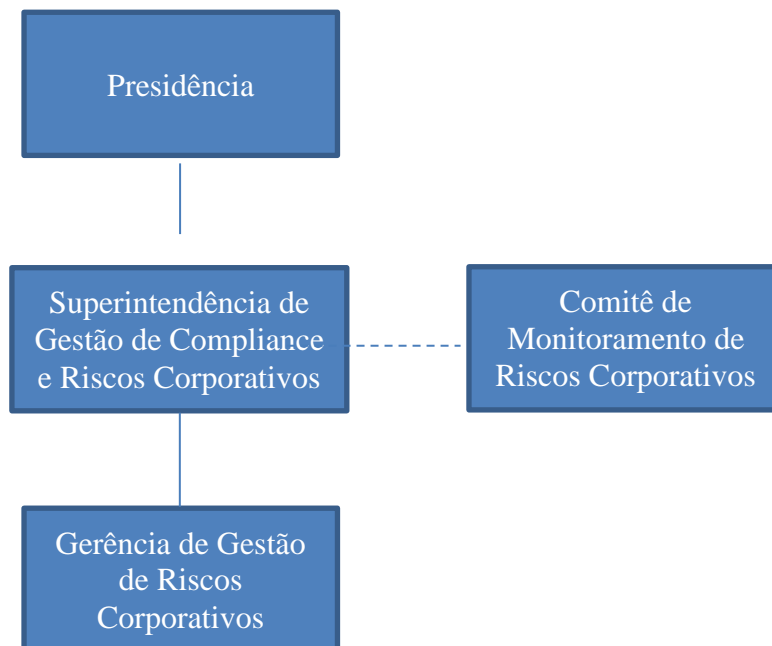 Presidência
Superintendência de
Gestão de Compliance
e Riscos Corporativos
Comitê de
Monitoramento de
Riscos Corporativos
Gerência de Gestão
de Riscos
Corporativos